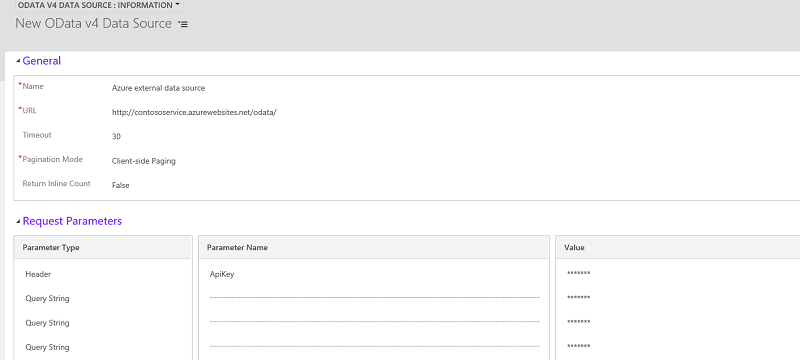 ODATA V4 DATA SOURCE : INFORMATION
New OData v4 Data Source
General
*Name Azure external data source
*URL http://contososervice.azurewebsites.net/odata/
Timeout 30
*Pagination Mode Client-side Paging
Return Inline Count False
Request Parameters
Parameter Type Parameter Name Value
Header ApiKey *******
Query String *******
Query String *******
Query String *******